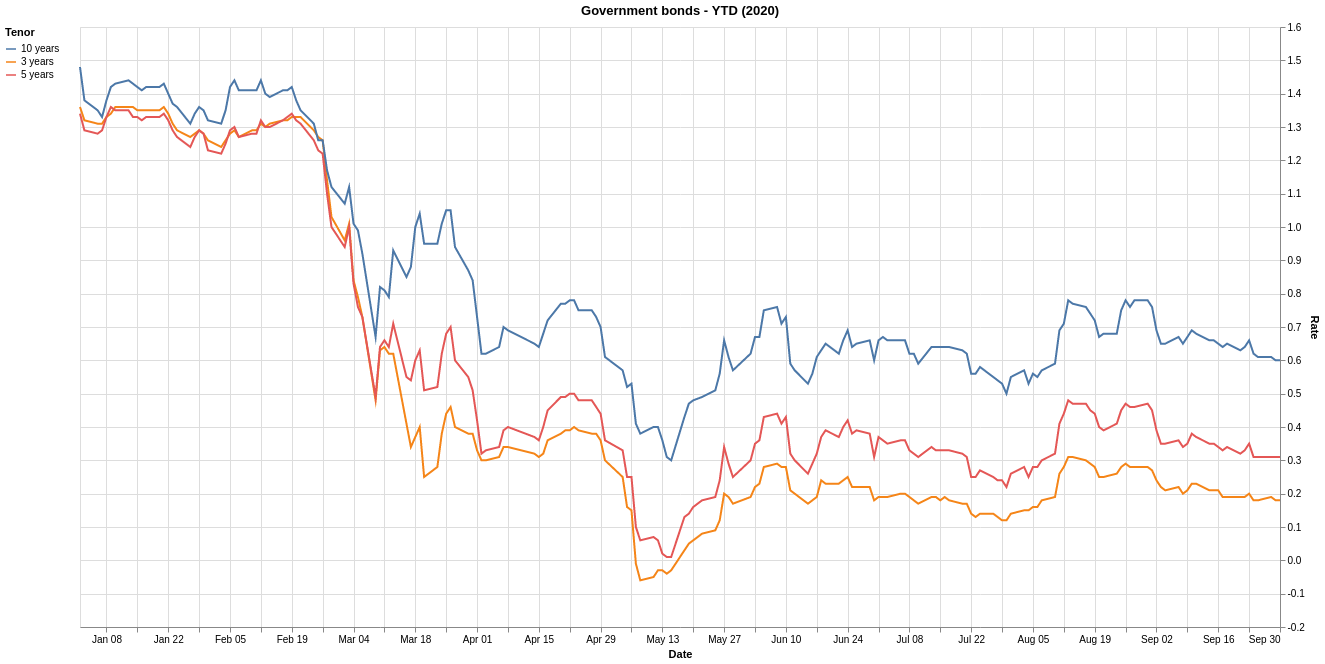 Government bonds - YTD (2020)
Tenor
10 years
3 years
5 years
1.6
1.5
1.4
1.3
1.2
1.1
1.0
0.9
0.8
0.7
0.6
0.5
0.4
0.3
0.2
0.1
0.0
-0.1
-0.2
Rate
Jan 08 Jan 22 Feb 05 Feb 19 Mar 04 Mar 18 Apr 01 Apr 15 Apr 29 May 13 May 27 Jun 10 Jun 24 Jul 08 Jul 22 Aug 05 Aug 19 Sep 02 Sep 16 Sep 30
Date